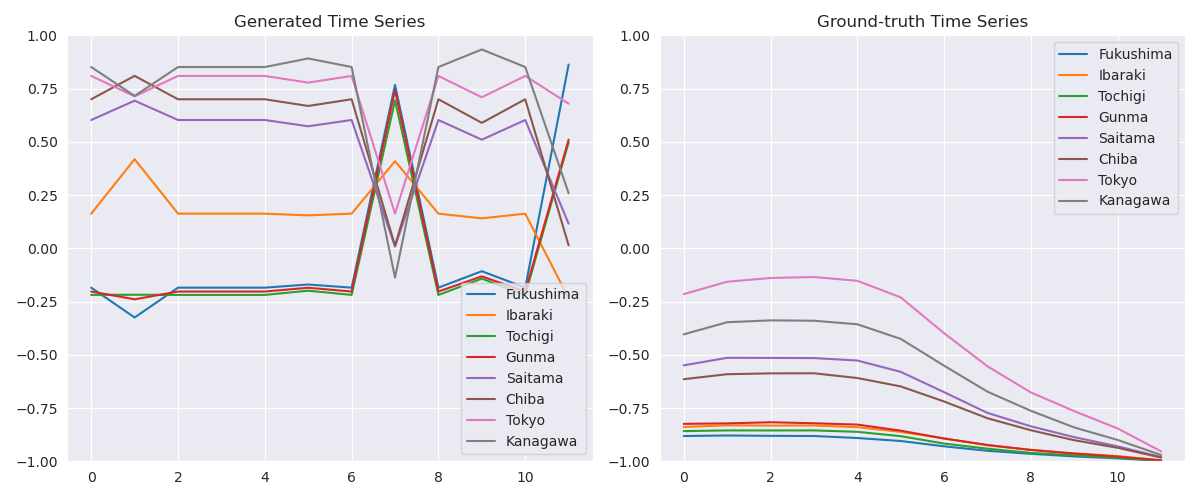 Generated Time Series
1.00
0.75
0.50
0.25
0.00
−0.25
−0.50
−0.75
−1.00
0 2 4 6 8 10
Fukushima
Ibaraki
Tochigi
Gunma
Saitama
Chiba
Tokyo
Kanagawa
Ground-truth Time Series
1.00
0.75
0.50
0.25
0.00
−0.25
−0.50
−0.75
−1.00
0 2 4 6 8 10
Fukushima
Ibaraki
Tochigi
Gunma
Saitama
Chiba
Tokyo
Kanagawa